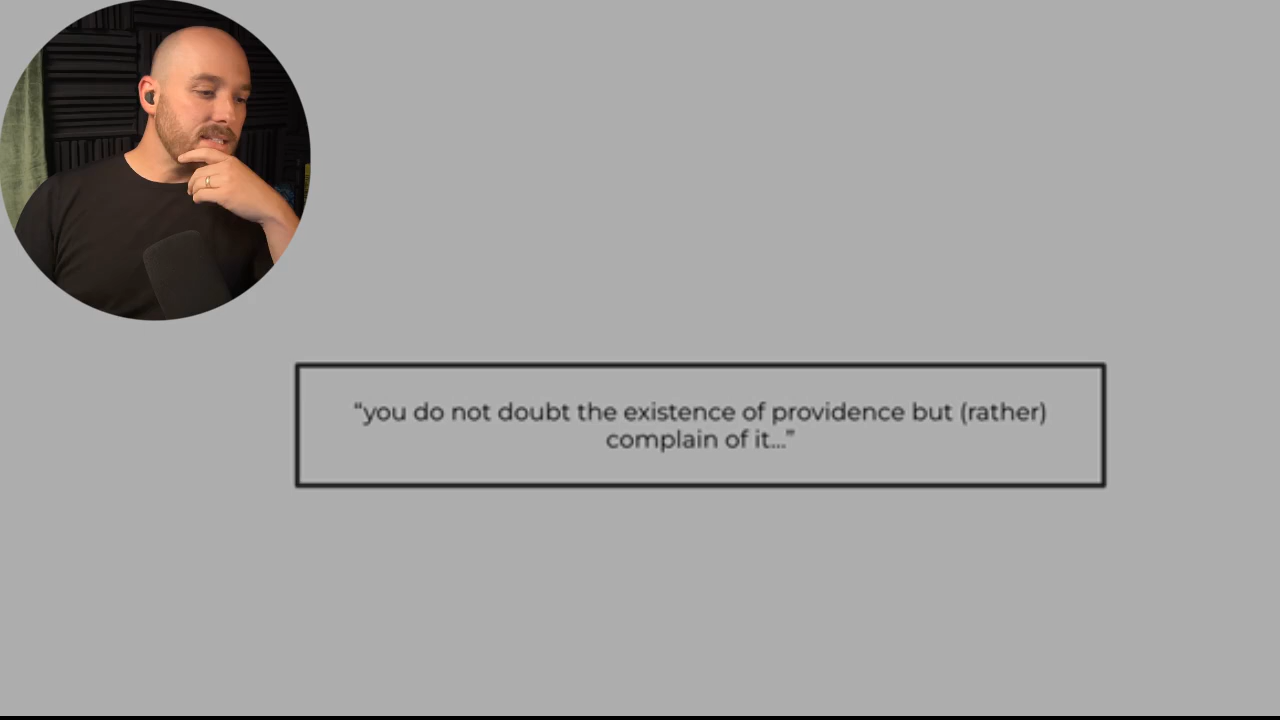 “you do not doubt the existence of providence but (rather)
complain of it...”